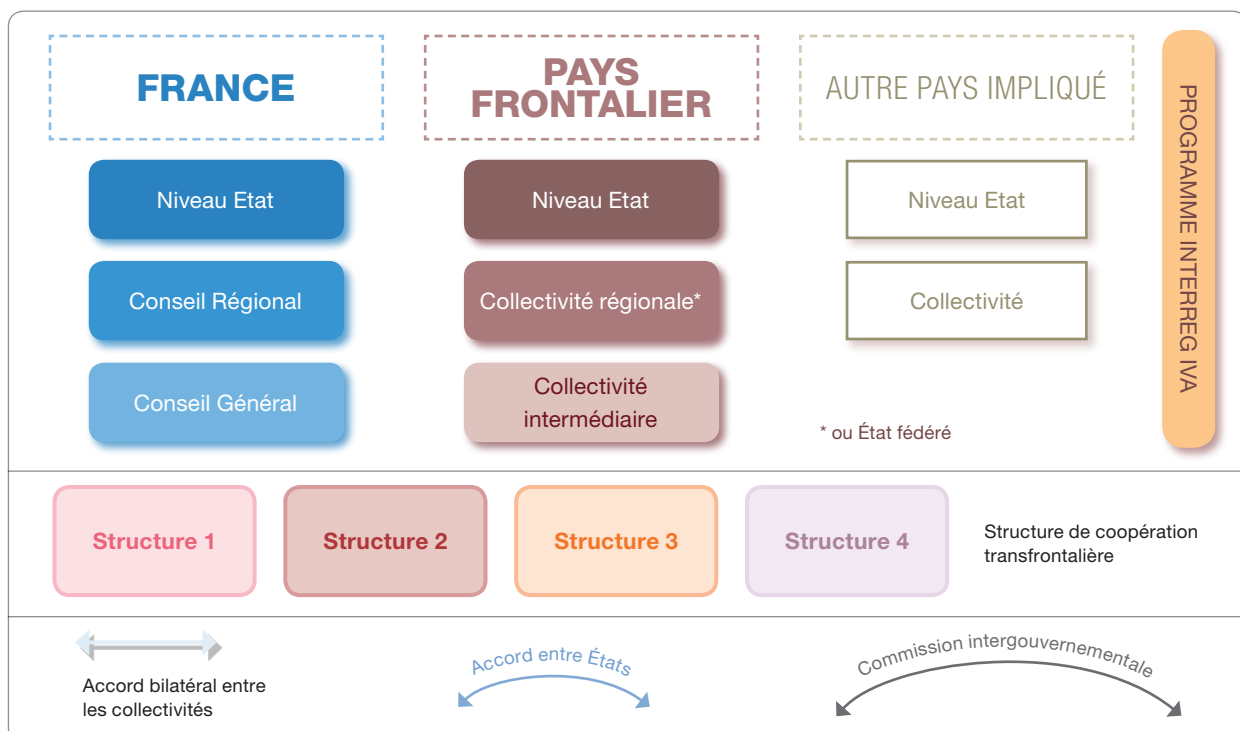 FRANCE
PAYS
FRONTALIER
AUTRE PAYS IMPLIQUÉ
PROGRAMME INTERREG IVA
Niveau Etat
Niveau Etat
Niveau Etat
Conseil Régional
Collectivité régionale*
Collectivité
Conseil Général
Collectivité
intermédiaire
* ou État fédéré
Structure 1
Structure 2
Structure 3
Structure 4
Structure de coopération
transfrontalière
Accord bilatéral entre
les collectivités
Accord entre États
Commission intergouvernementale